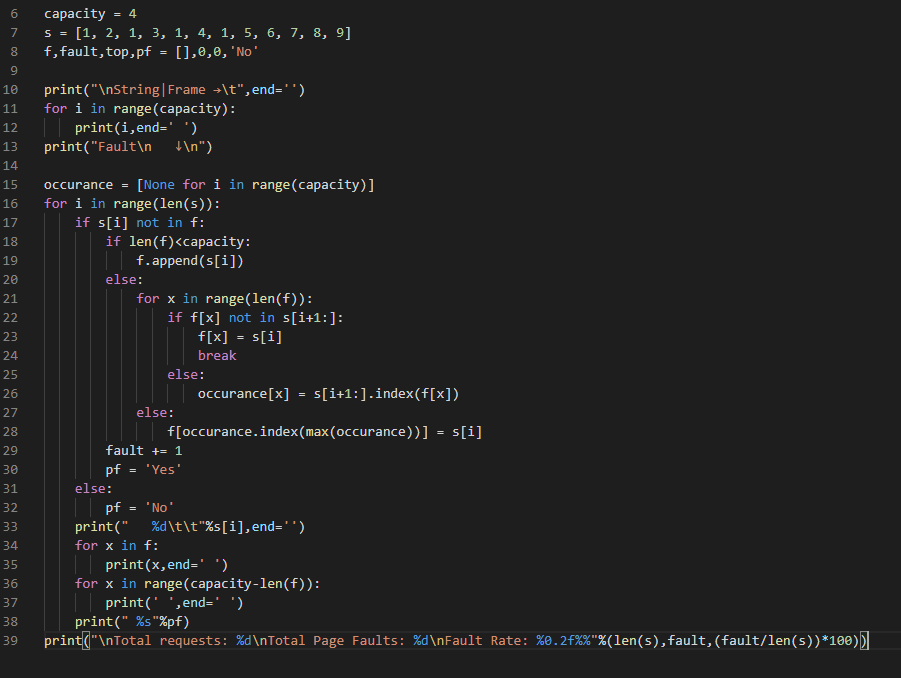 6 capacity = 4
7 s = [1, 2, 1, 3, 1, 4, 1, 5, 6, 7, 8, 9]
8 f,fault,top,pf = [],0,0,'No'
9
10 print("\nString|Frame →\t",end='')
11 for i in range(capacity):
12     print(i,end=' ')
13 print("Fault\n   ↓\n")
14
15 occurance = [None for i in range(capacity)]
16 for i in range(len(s)):
17     if s[i] not in f:
18         if len(f)<capacity:
19             f.append(s[i])
20         else:
21             for x in range(len(f)):
22                 if f[x] not in s[i+1:]:
23                     f[x] = s[i]
24                     break
25                 else:
26                     occurance[x] = s[i+1:].index(f[x])
27             else:
28                 f[occurance.index(max(occurance))] = s[i]
29         fault += 1
30         pf = 'Yes'
31     else:
32         pf = 'No'
33     print("   %d\t\t"%s[i],end='')
34     for x in f:
35         print(x,end=' ')
36     for x in range(capacity-len(f)):
37         print(' ',end=' ')
38     print(" %s"%pf)
39 print("\nTotal requests: %d\nTotal Page Faults: %d\nFault Rate: %0.2f%%"%(len(s),fault,(fault/len(s))*100))